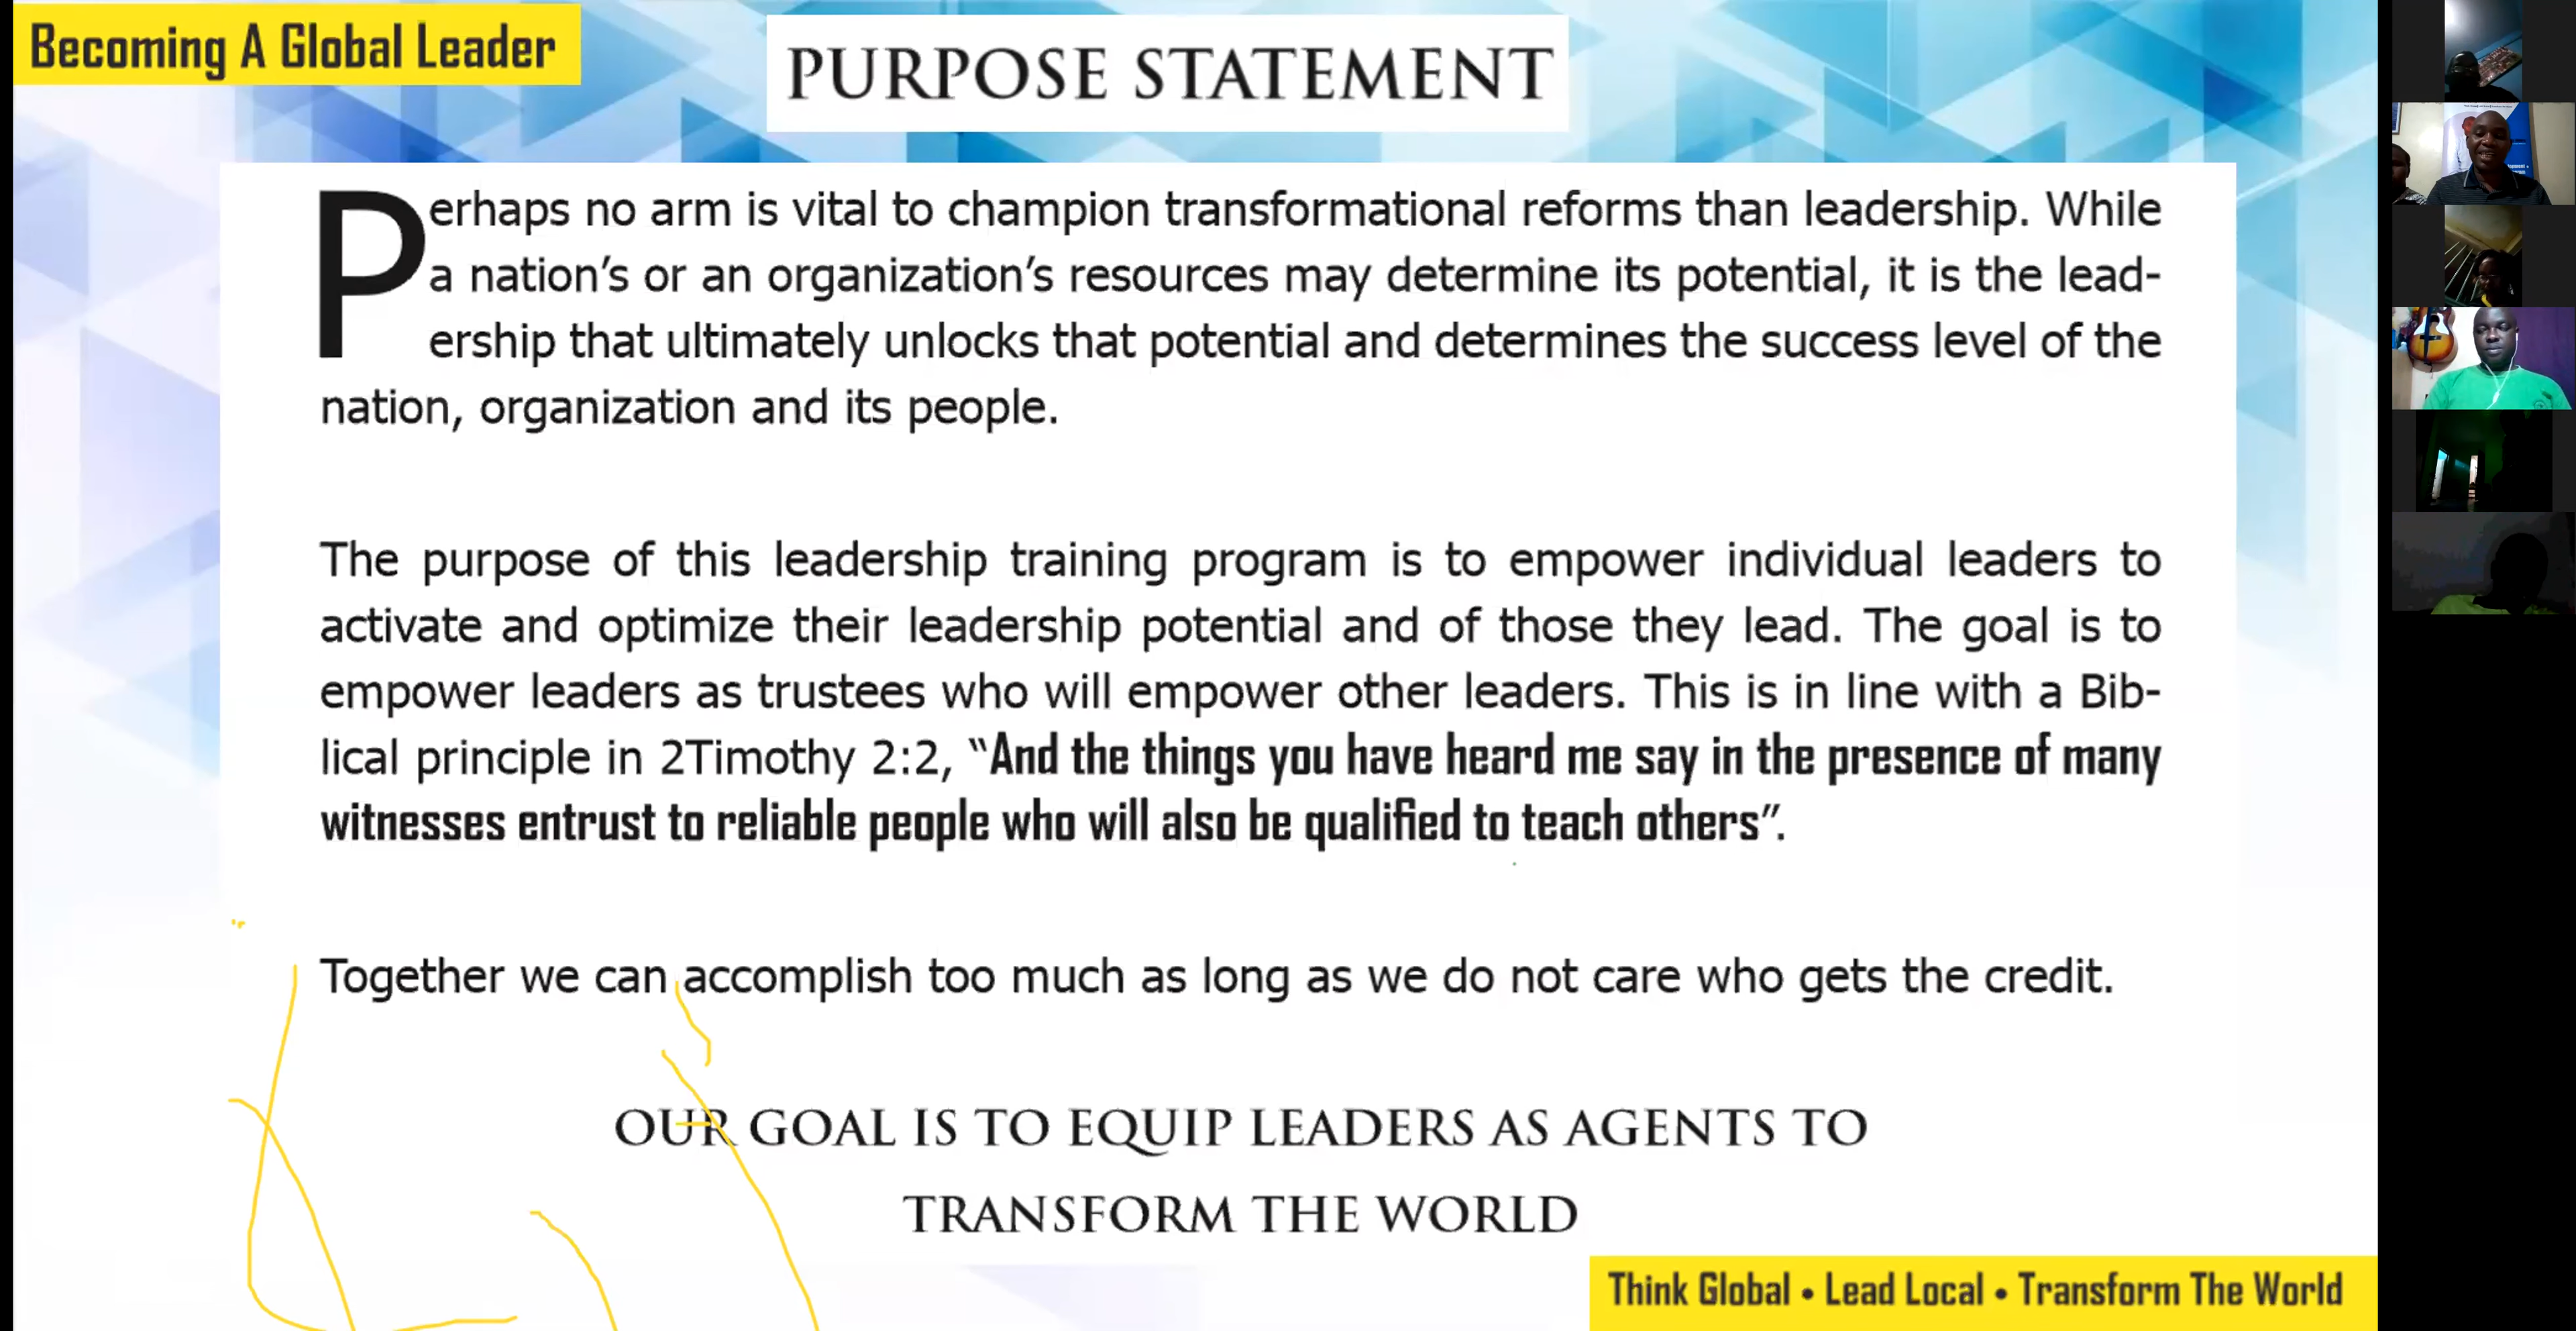 Becoming A Global Leader
PURPOSE STATEMENT
Perhaps no arm is vital to champion transformational reforms than leadership. While
a nation's or an organization's resources may determine its potential, it is the lead-
ership that ultimately unlocks that potential and determines the success level of the
nation, organization and its people.
The purpose of this leadership training program is to empower individual leaders to
activate and optimize their leadership potential and of those they lead. The goal is to
empower leaders as trustees who will empower other leaders. This is in line with a Bib-
lical principle in 2Timothy 2:2, "And the things you have heard me say in the presence of many
witnesses entrust to reliable people who will also be qualified to teach others".
Together we can accomplish too much as long as we do not care who gets the credit.
OUR GOAL IS TO EQUIP LEADERS AS AGENTS TO
TRANSFORM THE WORLD
Think Global • Lead Local • Transform The World